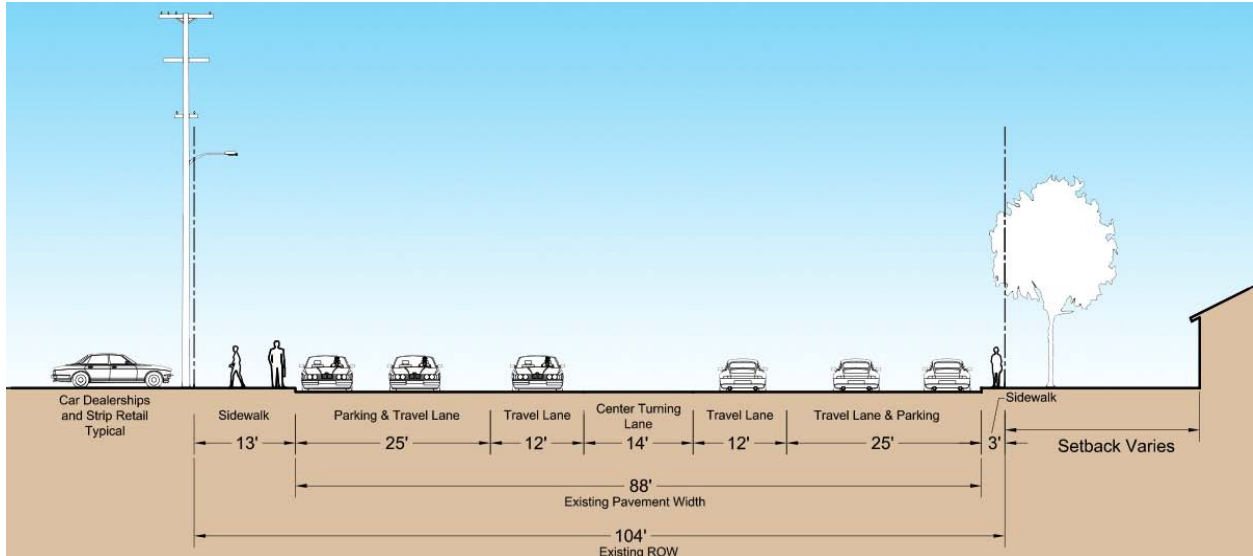 Car Dealerships
and Strip Retail
Typical
Sidewalk
Parking & Travel Lane
Travel Lane
Center Turning
Lane
Travel Lane
Travel Lane & Parking
Sidewalk
13'
25'
12'
14'
12'
25'
3'
Setback Varies
88'
Existing Pavement Width
104'
Existing ROW